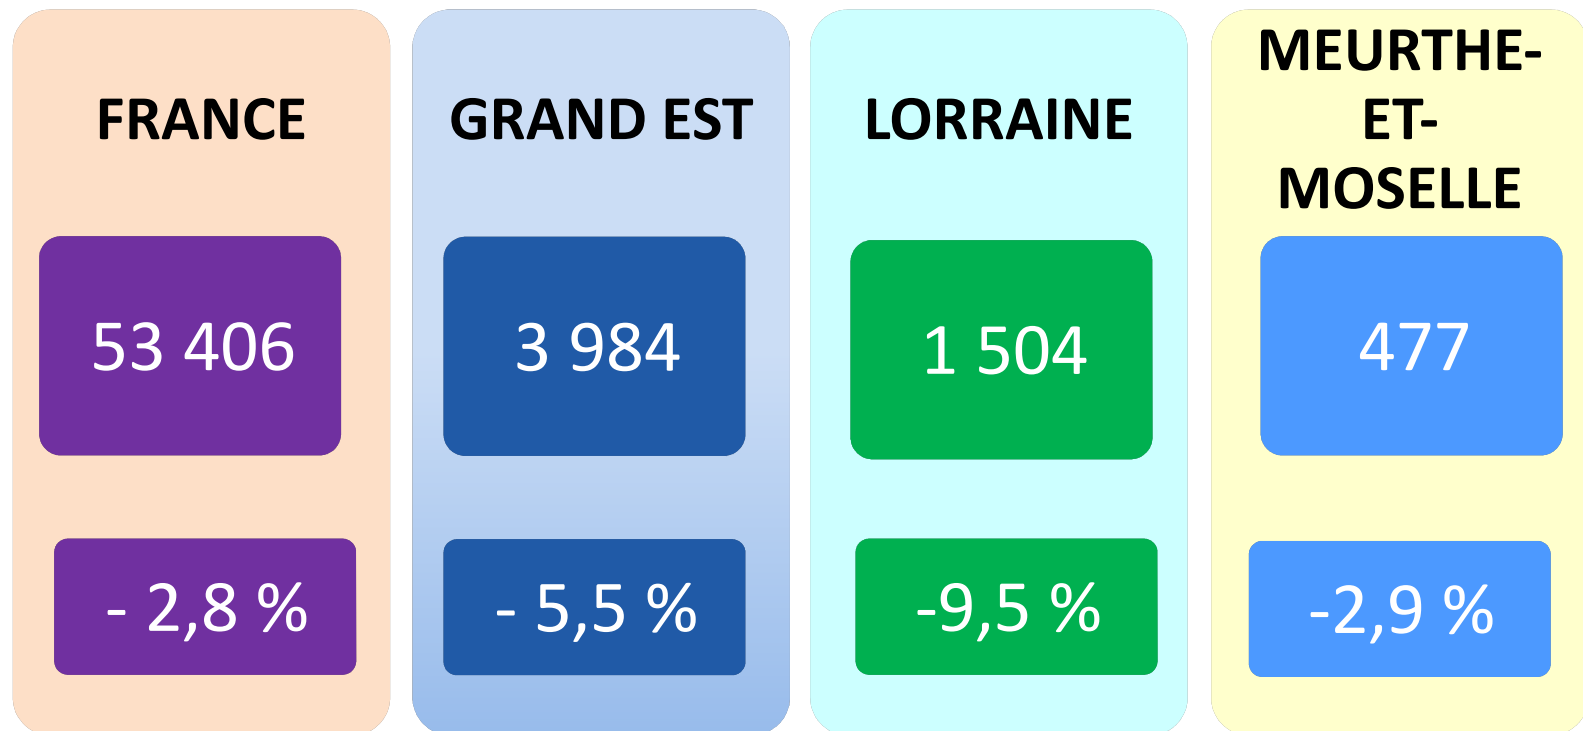 FRANCE
53 406
- 2,8 %
GRAND EST
3 984
- 5,5 %
LORRAINE
1 504
-9,5 %
MEURTHE-
ET-
MOSELLE
477
-2,9 %